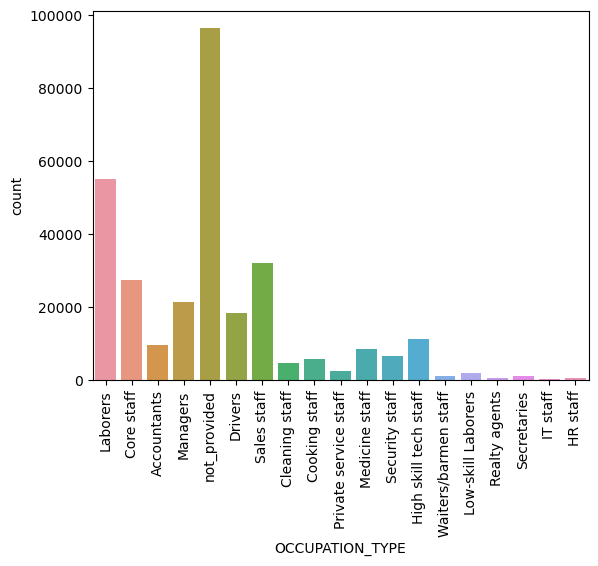 100000
80000
60000
40000
20000
0
count
Laborers
Core staff
Accountants
Managers
not_provided
Drivers
Sales staff
Cleaning staff
Cooking staff
Private service staff
Medicine staff
Security staff
High skill tech staff
Waiters/barmen staff
Low-skill Laborers
Realty agents
Secretaries
IT staff
HR staff
OCCUPATION_TYPE